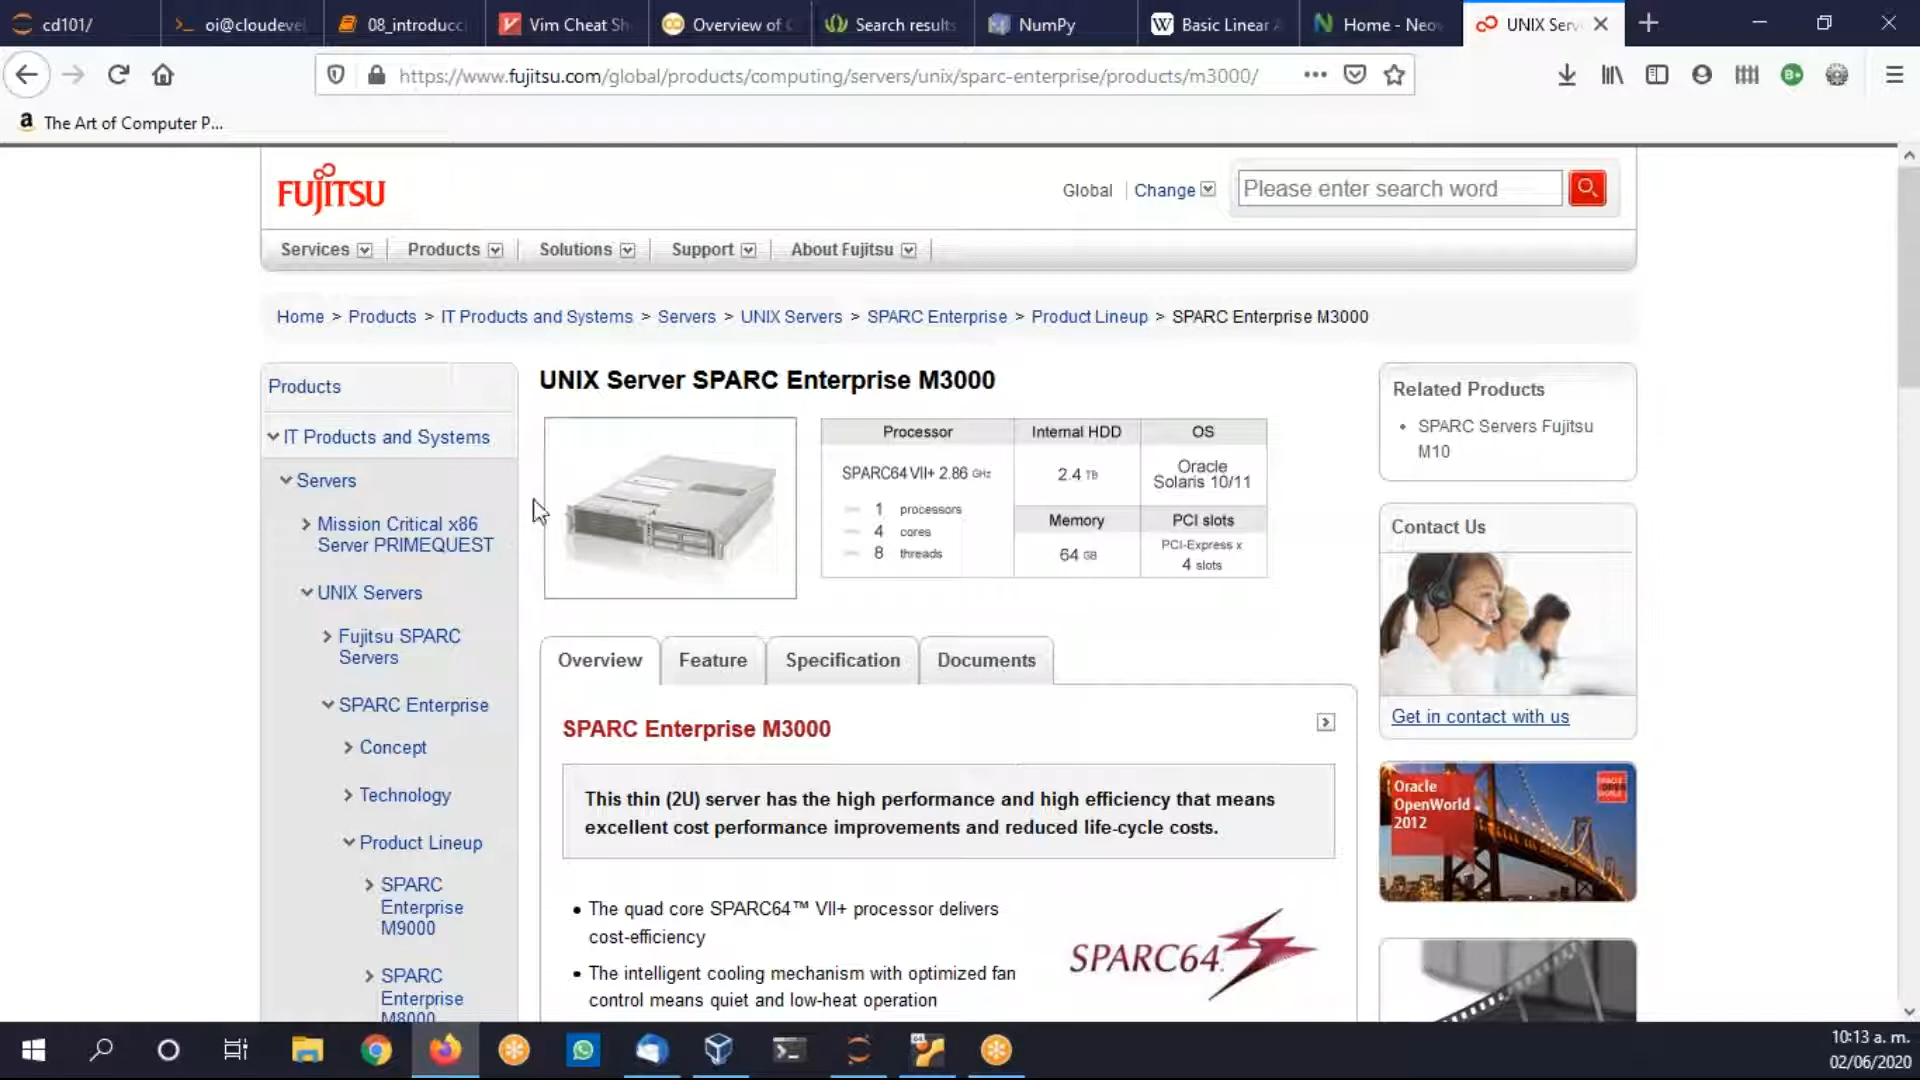 cd101/
oi@cloudeve
08_introducci
Vim Cheat Sh
Overview of C
Search results
NumPy
Basic Linear A
Home - Neov
UNIX Serv
https://www.fujitsu.com/global/products/computing/servers/unix/sparc-enterprise/products/m3000/
The Art of Computer P...
FUJITSU
Global
Change
Please enter search word
Services
Products
Solutions
Support
About Fujitsu
Home > Products > IT Products and Systems > Servers > UNIX Servers > SPARC Enterprise > Product Lineup > SPARC Enterprise M3000
Products
IT Products and Systems
Servers
Mission Critical x86
Server PRIMEQUEST
UNIX Servers
Fujitsu SPARC
Servers
SPARC Enterprise
Concept
Technology
Product Lineup
SPARC
Enterprise
M9000
SPARC
Enterprise
M8000
UNIX Server SPARC Enterprise M3000
Processor
SPARC64 VII+ 2.86 GHz
1 processors
4 cores
8 threads
Internal HDD
2.4 TB
OS
Oracle
Solaris 10/11
Memory
64 GB
PCI slots
PCI-Express x
4 slots
Overview
Feature
Specification
Documents
SPARC Enterprise M3000
This thin (2U) server has the high performance and high efficiency that means
excellent cost performance improvements and reduced life-cycle costs.
• The quad core SPARC64™ VII+ processor delivers
cost-efficiency
• The intelligent cooling mechanism with optimized fan
control means quiet and low-heat operation
SPARC64
Related Products
• SPARC Servers Fujitsu
M10
Contact Us
Get in contact with us
Oracle
OpenWorld
2012
10:13 a. m.
02/06/2020